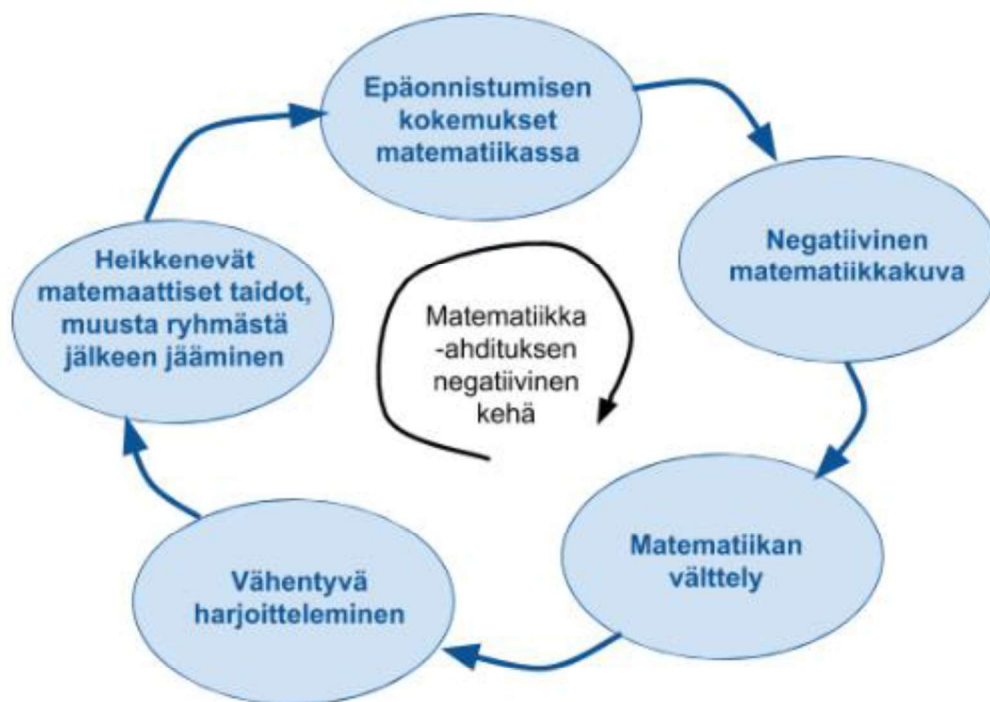 Epäonnistumisen
kokemukset
matematiikassa
Negatiivinen
matematiikkakuva
Matematiikan
välttely
Vähentyvä
harjoitteleminen
Heikkenevät
matemaattiset taidot,
muusta ryhmästä
jälkeen jääminen
Matematiikka
-ahdituksen
negatiivinen
kehä